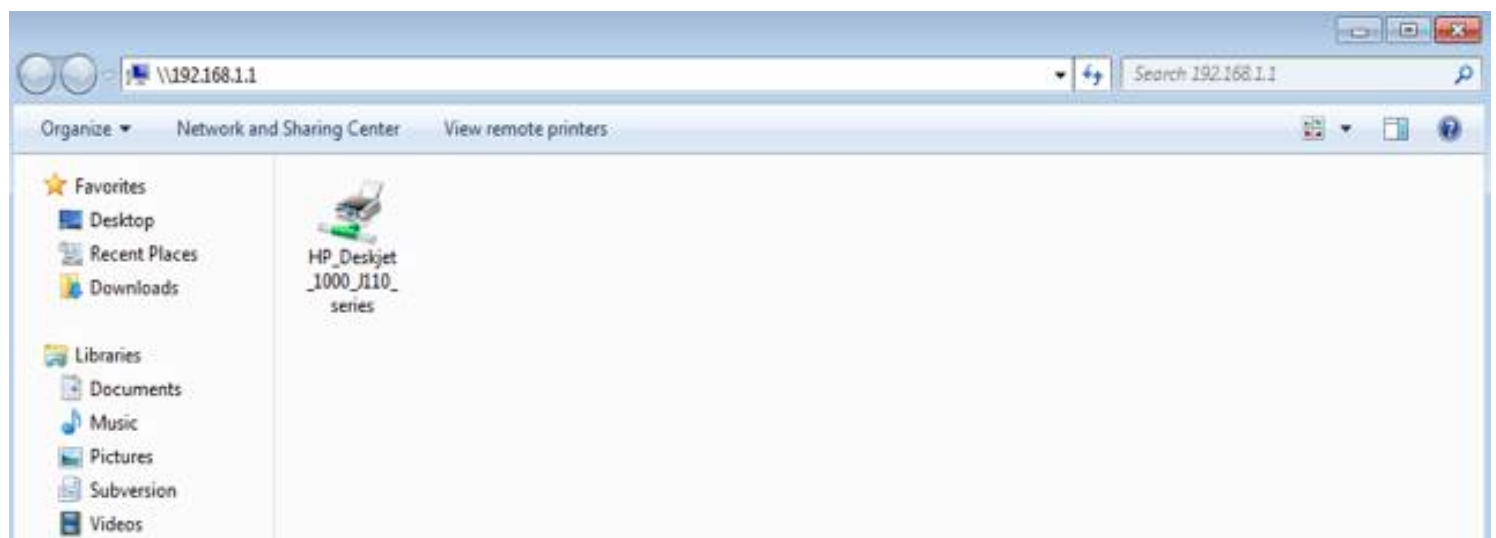 \\192.168.1.1
Search 192.168.1.1
Organize
Network and Sharing Center
View remote printers
Favorites
Desktop
Recent Places
Downloads
HP_Deskjet
_1000_J110_
series
Libraries
Documents
Music
Pictures
Subversion
Videos